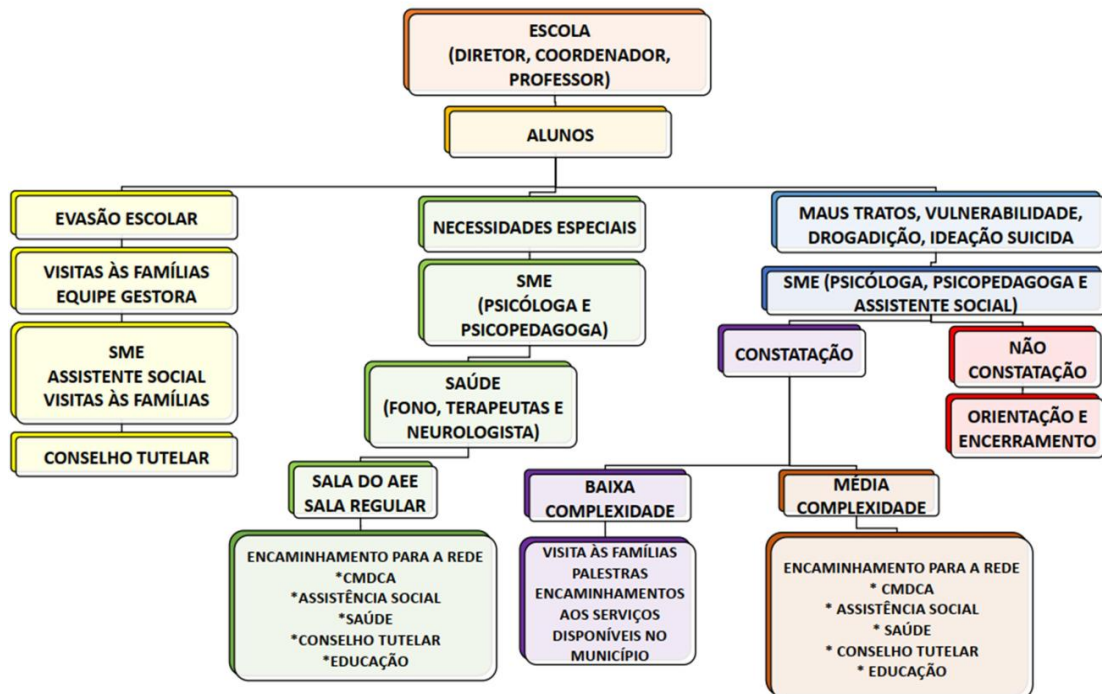 ESCOLA
(DIRETOR, COORDENADOR,
PROFESSOR)
ALUNOS
EVASÃO ESCOLAR
VISITAS ÀS FAMÍLIAS
EQUIPE GESTORA
SME
ASSISTENTE SOCIAL
VISITAS ÀS FAMÍLIAS
CONSELHO TUTELAR
NECESSIDADES ESPECIAIS
SME
(PSICÓLOGA E
PSICOPEDAGOGA)
SAÚDE
(FONO, TERAPEUTAS E
NEUROLOGISTA)
SALA DO AEE
SALA REGULAR
ENCAMINHAMENTO PARA A REDE
*CMDCA
*ASSISTÊNCIA SOCIAL
*SAÚDE
*CONSELHO TUTELAR
*EDUCAÇÃO
MAUS TRATOS, VULNERABILIDADE,
DROGADIÇÃO, IDEAÇÃO SUICIDA
SME (PSICÓLOGA, PSICOPEDAGOGA E
ASSISTENTE SOCIAL)
CONSTATAÇÃO
BAIXA
COMPLEXIDADE
VISITA ÀS FAMÍLIAS
PALESTRAS
ENCAMINHAMENTOS
AOS SERVIÇOS
DISPONÍVEIS NO
MUNICÍPIO
MÉDIA
COMPLEXIDADE
ENCAMINHAMENTO PARA A REDE
* CMDCA
* ASSISTÊNCIA SOCIAL
* SAÚDE
* CONSELHO TUTELAR
* EDUCAÇÃO
NÃO
CONSTATAÇÃO
ORIENTAÇÃO E
ENCERRAMENTO